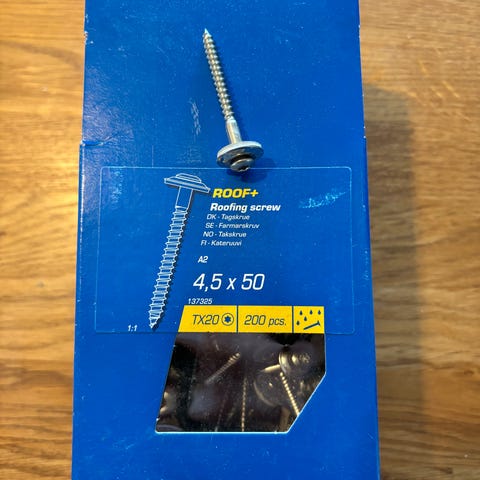 ROOF+
Roofing screw
DK - Tagskrue
SE - Farmarskruv
NO - Takskrue
FI - Kateruuvi
A2
4,5 x 50
137325
1:1
TX20
200 pcs.